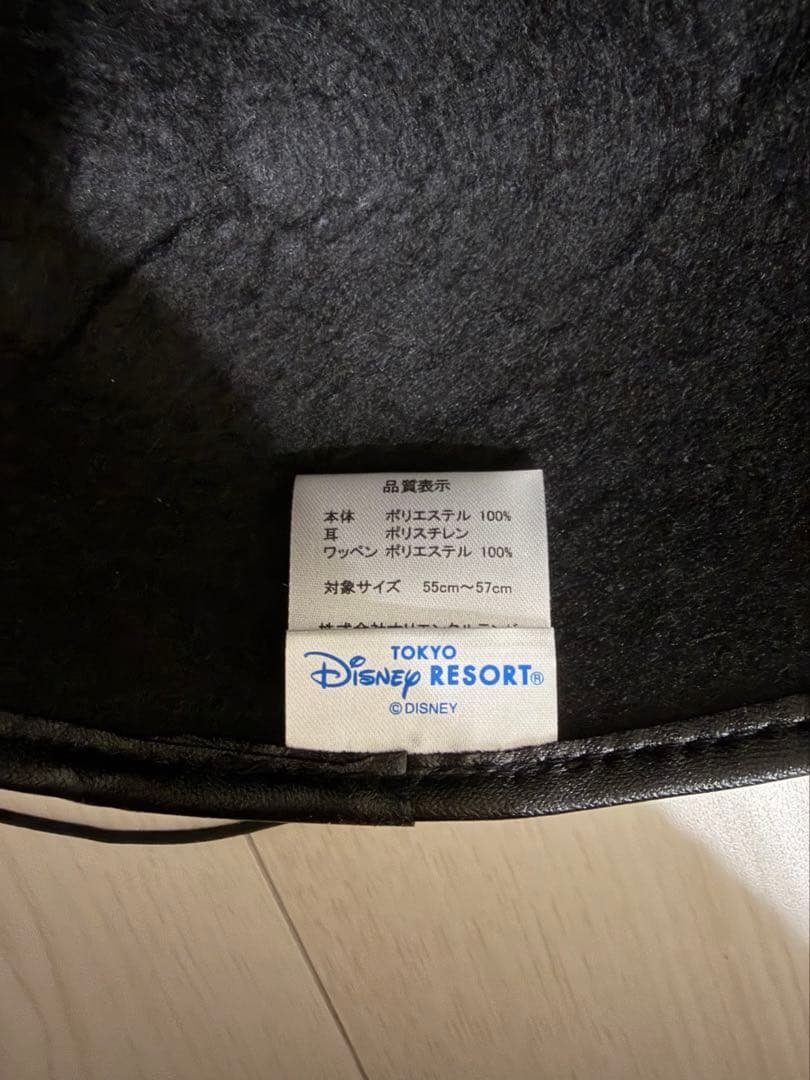 品質表示
本体 ポリエステル 100%
耳 ポリスチレン
ワッペン ポリエステル 100%
対象サイズ 55cm〜57cm
TOKYO
Disney RESORT®
©DISNEY